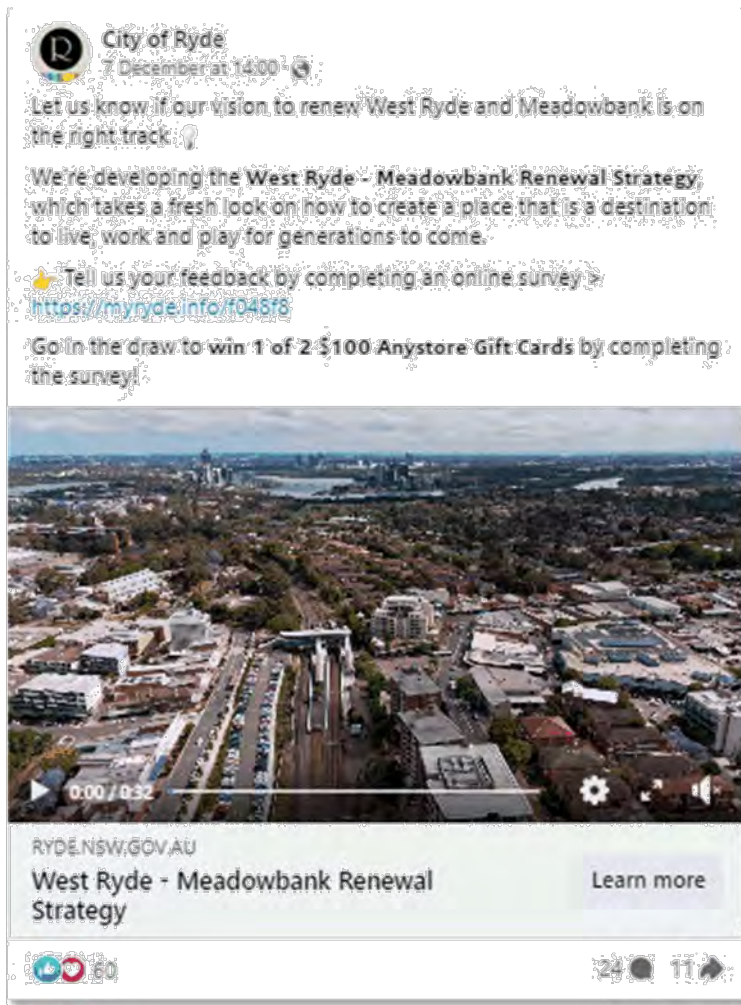 City of Ryde
7 December at 14:00
Let us know if our vision to renew West Ryde and Meadowbank is on
the right track
We're developing the West Ryde - Meadowbank Renewal Strategy,
which takes a fresh look on how to create a place that is a destination
to live, work and play for generations to come.
Tell us your feedback by completing an online survey >
https://myryde.info/f048f8
Go in the draw to win 1 of 2 $100 Anystore Gift Cards by completing
the survey!
0:00 / 0:32
RYDE.NSW.GOV.AU
West Ryde - Meadowbank Renewal
Strategy
Learn more
60
24 11